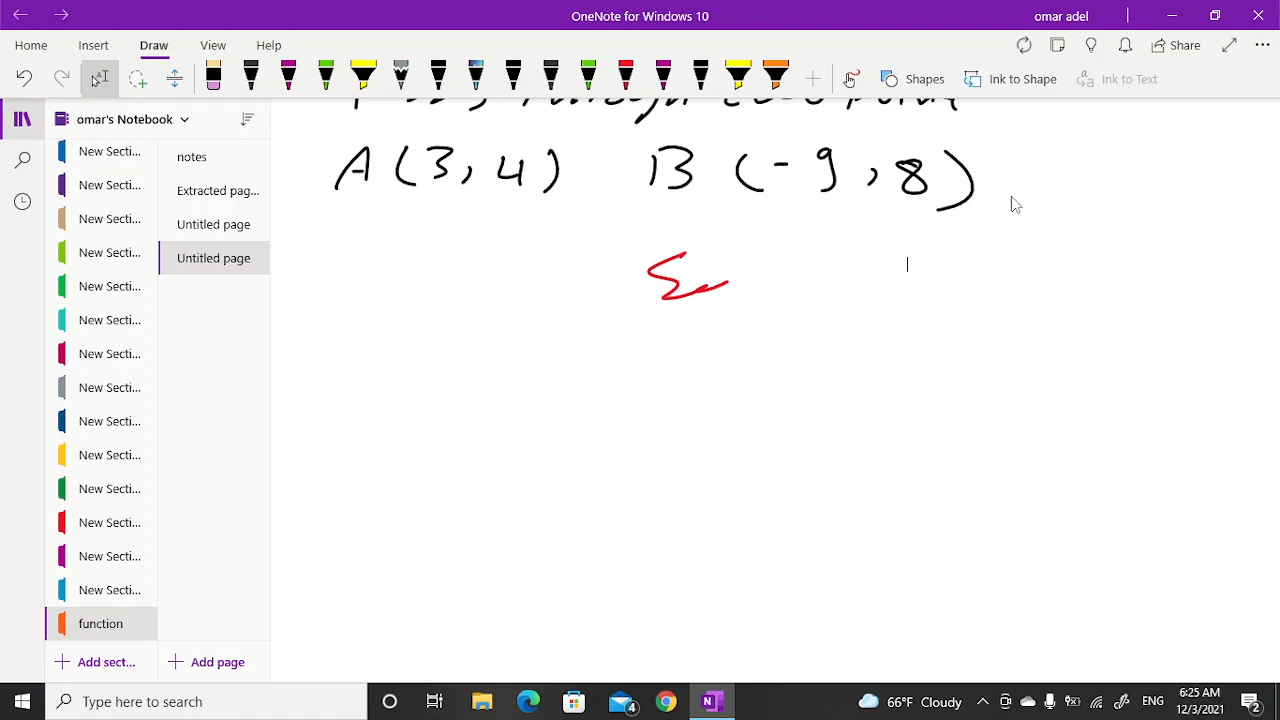 OneNote for Windows 10
omar adel
Home
Insert
Draw
View
Help
Share
Shapes
Ink to Shape
Ink to Text
omar's Notebook
New Secti...
New Secti...
New Secti...
New Secti...
New Secti...
New Secti...
New Secti...
New Secti...
New Secti...
New Secti...
New Secti...
New Secti...
New Secti...
New Secti...
function
Add sect...
notes
Extracted pag...
Untitled page
Untitled page
Add page
through
A (3, 4) B (-9, 8)
Type here to search
4
66°F Cloudy
ENG
6:25 AM
12/3/2021
2